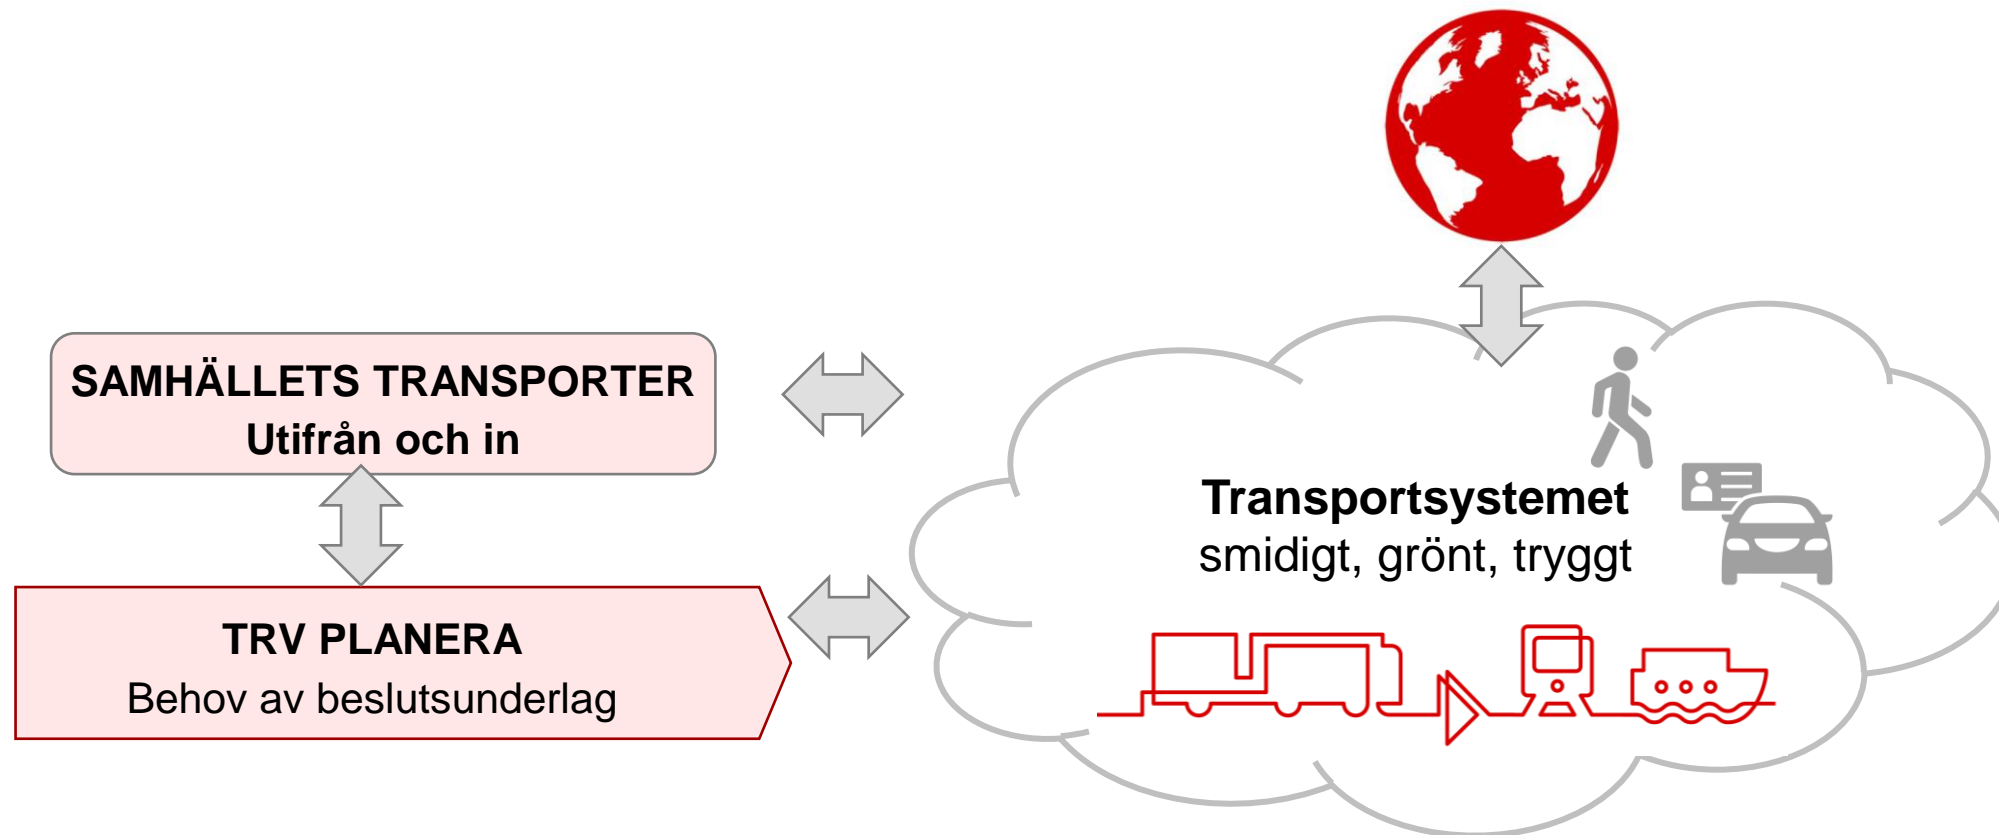 SAMHÄLLETS TRANSPORTER
Utifrån och in
Transportsystemet
smidigt, grönt, tryggt
TRV PLANERA
Behov av beslutsunderlag